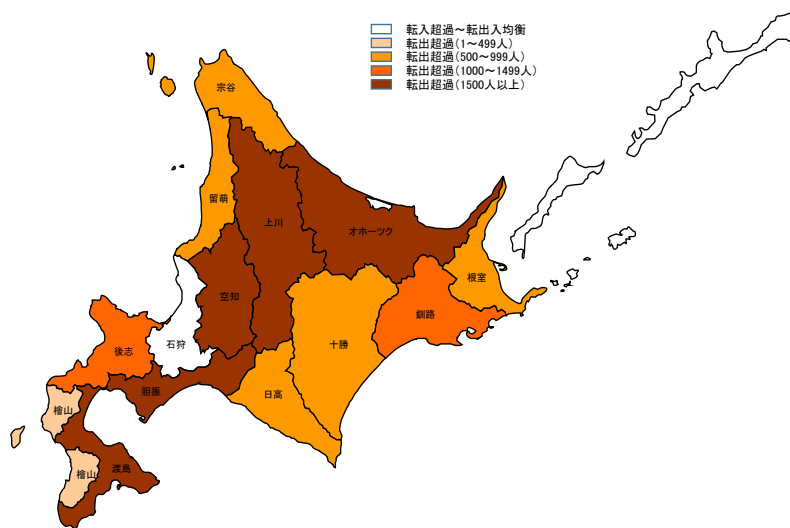 転入超過～転出入均衡
転出超過(1～499人)
転出超過(500～999人)
転出超過(1000～1499人)
転出超過(1500人以上)
宗谷
留萌
上川
オホーツク
根室
空知
釧路
石狩
十勝
後志
胆振
日高
檜山
檜山
渡島